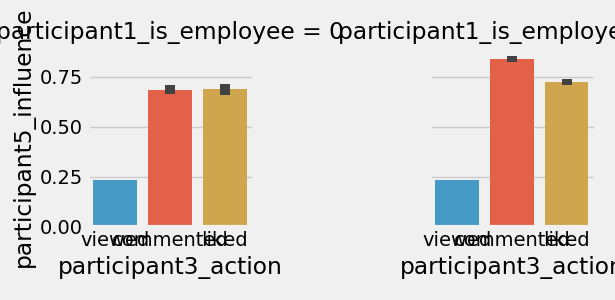 participant1_is_employee = 0
participant1_is_employe
participant5_influence
0.75
0.50
0.25
0.00
viewed commented liked
viewed commented liked
participant3_action
participant3_action